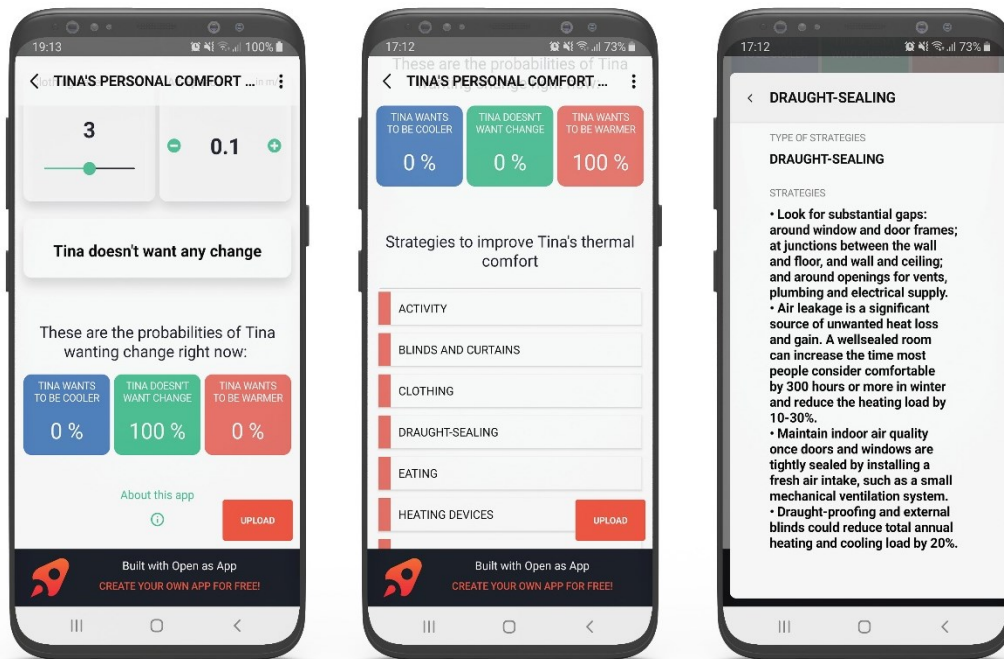 19:13
100%
TINA'S PERSONAL COMFORT ...
3
0.1
Tina doesn't want any change
These are the probabilities of Tina
wanting change right now:
TINA WANTS
TO BE COOLER
0 %
TINA DOESN'T
WANT CHANGE
100 %
TINA WANTS
TO BE WARMER
0 %
About this app
UPLOAD
Built with Open as App
CREATE YOUR OWN APP FOR FREE!
17:12
73%
These are the probabilities of Tina
TINA'S PERSONAL COMFORT ...
TINA WANTS
TO BE COOLER
0 %
TINA DOESN'T
WANT CHANGE
0 %
TINA WANTS
TO BE WARMER
100 %
Strategies to improve Tina's thermal
comfort
ACTIVITY
BLINDS AND CURTAINS
CLOTHING
DRAUGHT-SEALING
EATING
HEATING DEVICES
UPLOAD
Built with Open as App
CREATE YOUR OWN APP FOR FREE!
17:12
73%
DRAUGHT-SEALING
TYPE OF STRATEGIES
DRAUGHT-SEALING
STRATEGIES
• Look for substantial gaps:
around window and door frames;
at junctions between the wall
and floor, and wall and ceiling;
and around openings for vents,
plumbing and electrical supply.
• Air leakage is a significant
source of unwanted heat loss
and gain. A wellsealed room
can increase the time most
people consider comfortable
by 300 hours or more in winter
and reduce the heating load by
10-30%.
• Maintain indoor air quality
once doors and windows are
tightly sealed by installing a
fresh air intake, such as a small
mechanical ventilation system.
• Draught-proofing and external
blinds could reduce total annual
heating and cooling load by 20%.